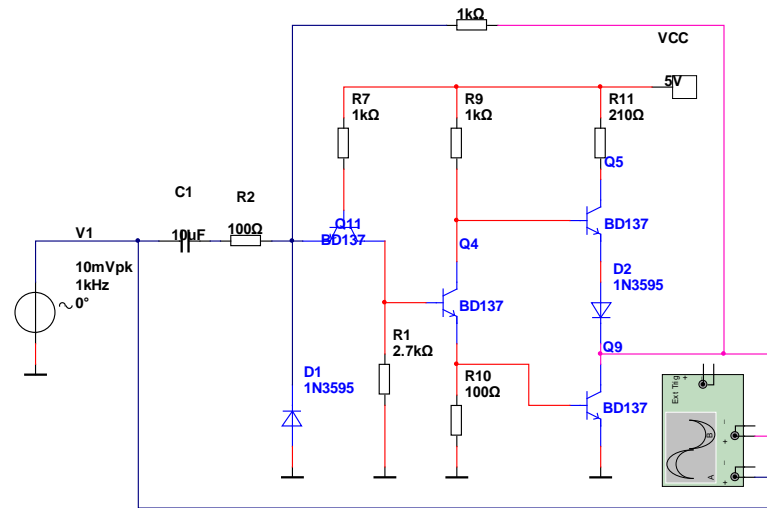 1kΩ
VCC
5V
R7
1kΩ
R9
1kΩ
R11
210Ω
Q5
C1
R2
V1
10uF
100Ω
Q11
BD137
BD137
Q4
10mVpk
1kHz
0°
D2
1N3595
BD137
R1
2.7kΩ
Q9
D1
1N3595
R10
100Ω
BD137
Ext Trig
+
B
A
−
+
−
+